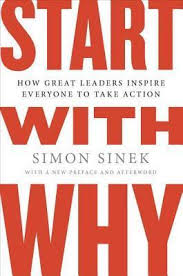 START
HOW GREAT LEADERS INSPIRE
EVERYONE TO TAKE ACTION
WITH
SIMON SINEK
WITH A NEW PREFACE AND AFTERWORD
WHY